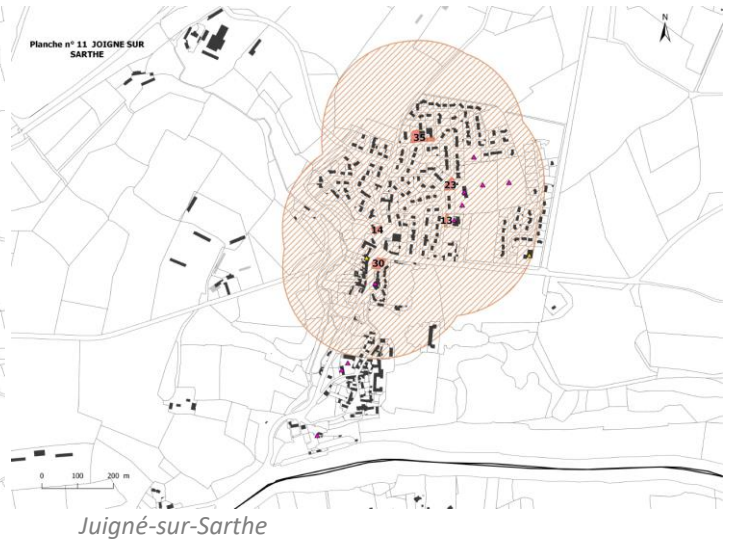 Planche n° 11 JOIGNE SUR
SARTHE
N
35
23
13
14
30
0 100 200 m
Juigné-sur-Sarthe